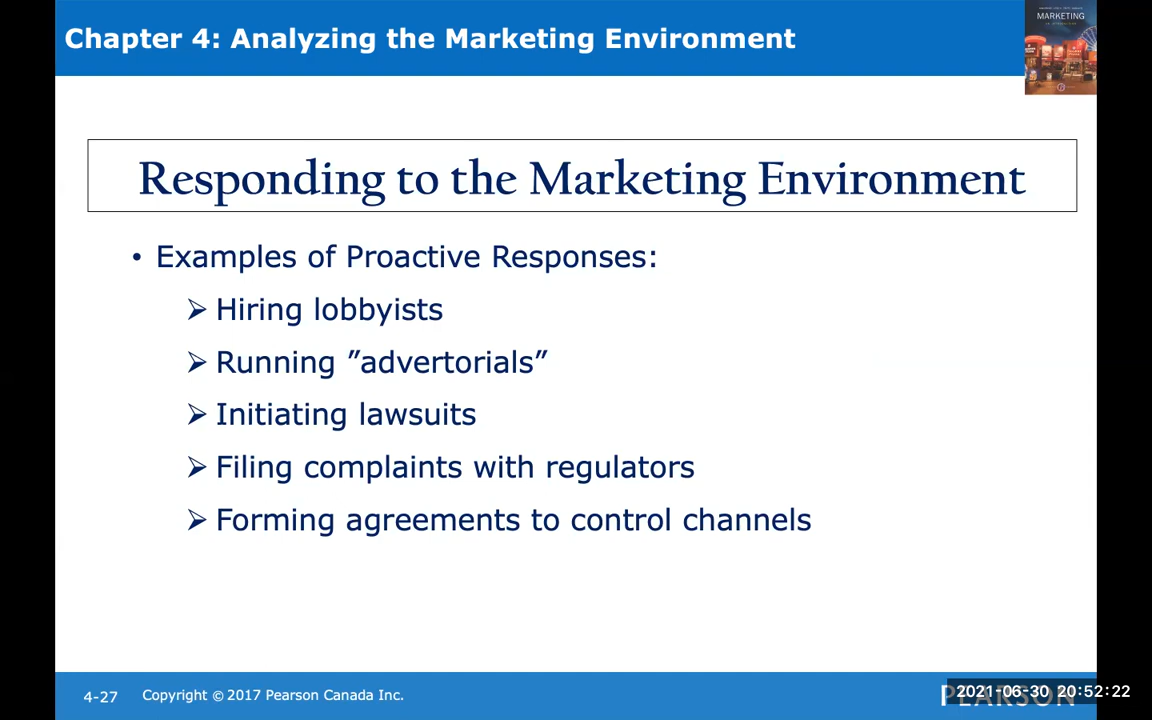 Chapter 4: Analyzing the Marketing Environment
MARKETING
Responding to the Marketing Environment
• Examples of Proactive Responses:
➢ Hiring lobbyists
➢ Running ”advertorials”
➢ Initiating lawsuits
➢ Filing complaints with regulators
➢ Forming agreements to control channels
4-27 Copyright © 2017 Pearson Canada Inc.
PEARSON
2021-06-30 20:52:22